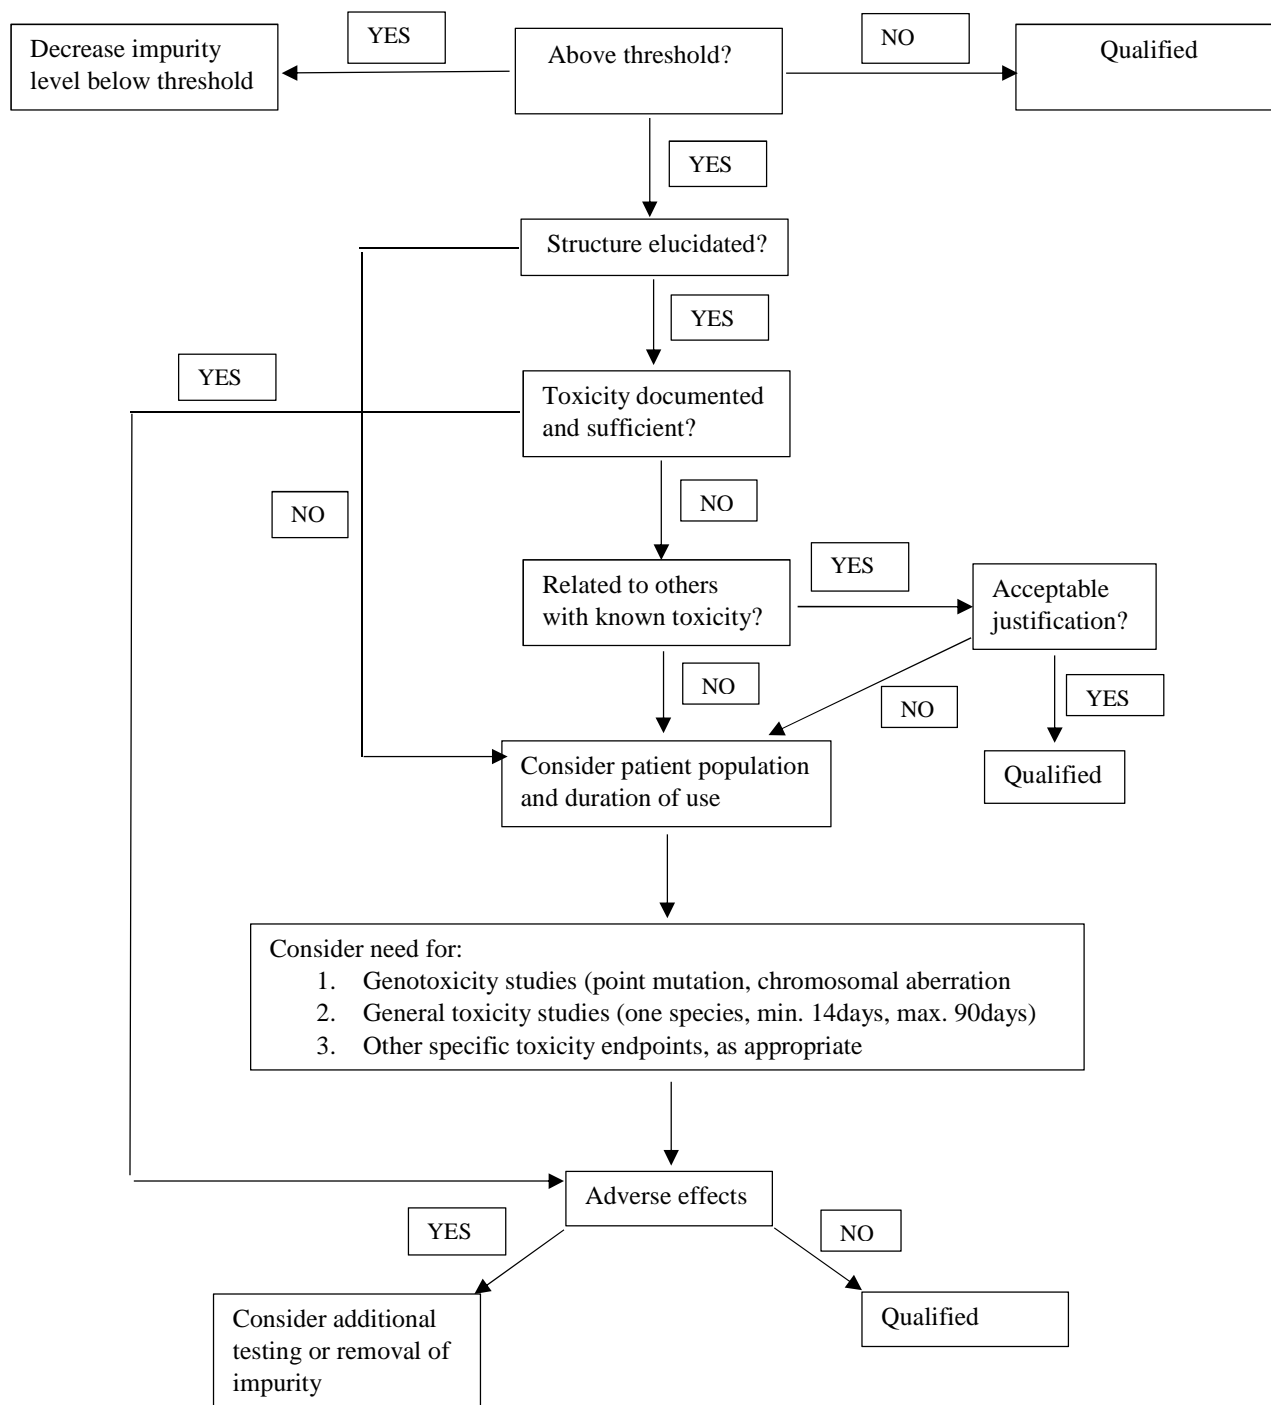 Decrease impurity
level below threshold
YES
Above threshold?
NO
Qualified
YES
Structure elucidated?
YES
YES
Toxicity documented
and sufficient?
NO
NO
Related to others
with known toxicity?
YES
Acceptable
justification?
NO
NO
YES
Consider patient population
and duration of use
Qualified
Consider need for:
1. Genotoxicity studies (point mutation, chromosomal aberration
2. General toxicity studies (one species, min. 14days, max. 90days)
3. Other specific toxicity endpoints, as appropriate
Adverse effects
YES
NO
Consider additional
testing or removal of
impurity
Qualified